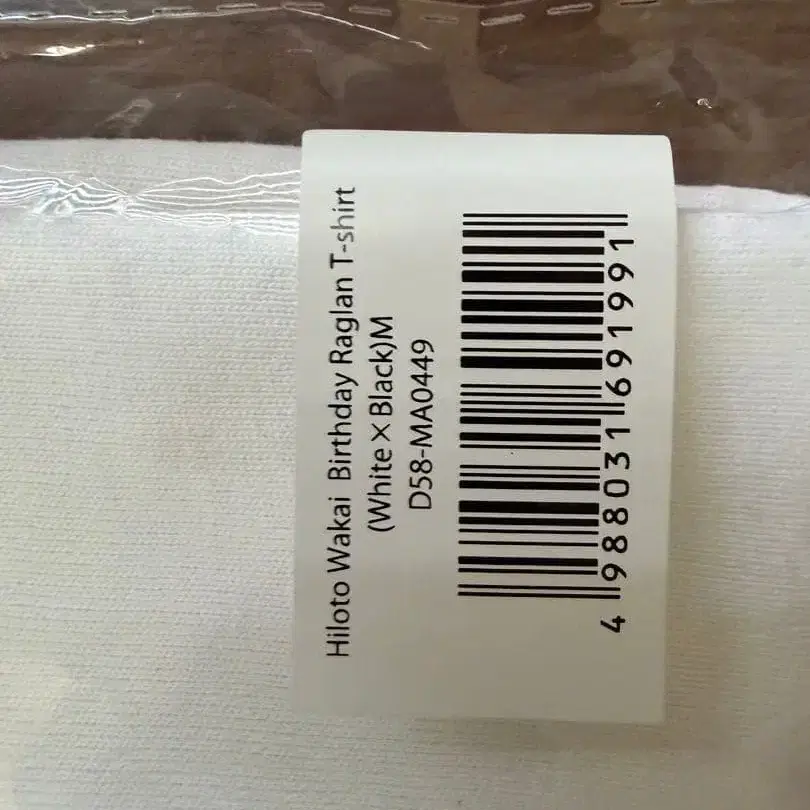 Hiloto Wakai Birthday Raglan T-shirt
(White×Black)M
D58-MA0449
4 988031 691991